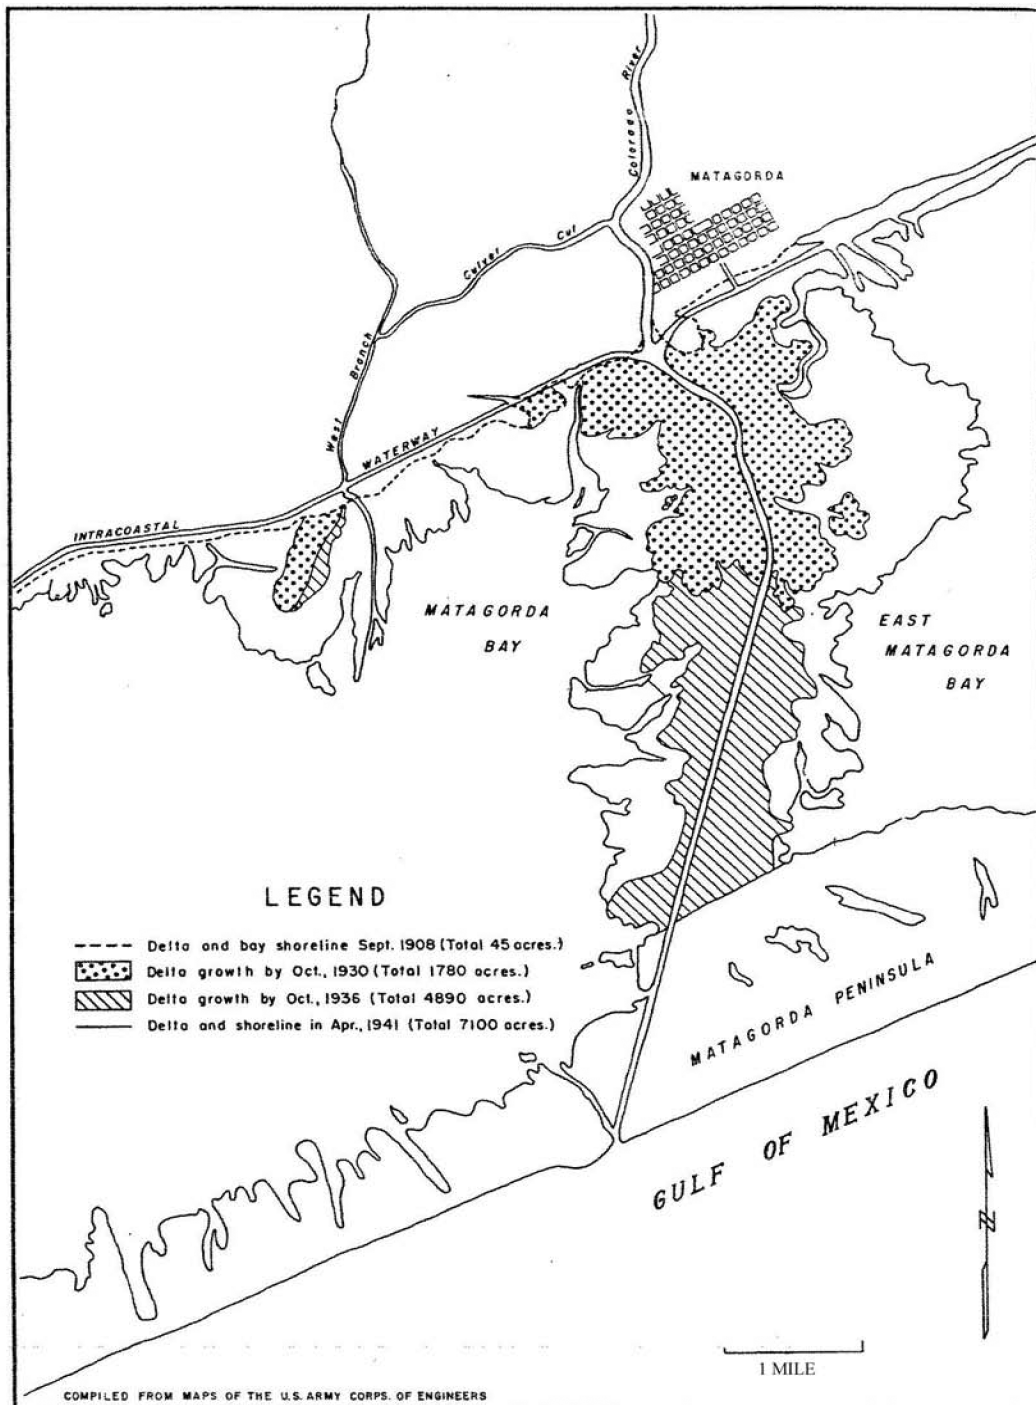 Colorado River
MATAGORDA
Culver Cut
West Branch
WATERWAY
INTRACOASTAL
MATAGORDA
BAY
EAST
MATAGORDA
BAY
LEGEND
Delta and bay shoreline Sept. 1908 (Total 45 acres.)
Delta growth by Oct., 1930 (Total 1780 acres.)
Delta growth by Oct., 1936 (Total 4890 acres.)
Delta and shoreline in Apr., 1941 (Total 7100 acres.)
MATAGORDA PENINSULA
GULF OF MEXICO
N
1 MILE
COMPILED FROM MAPS OF THE U.S. ARMY CORPS. OF ENGINEERS